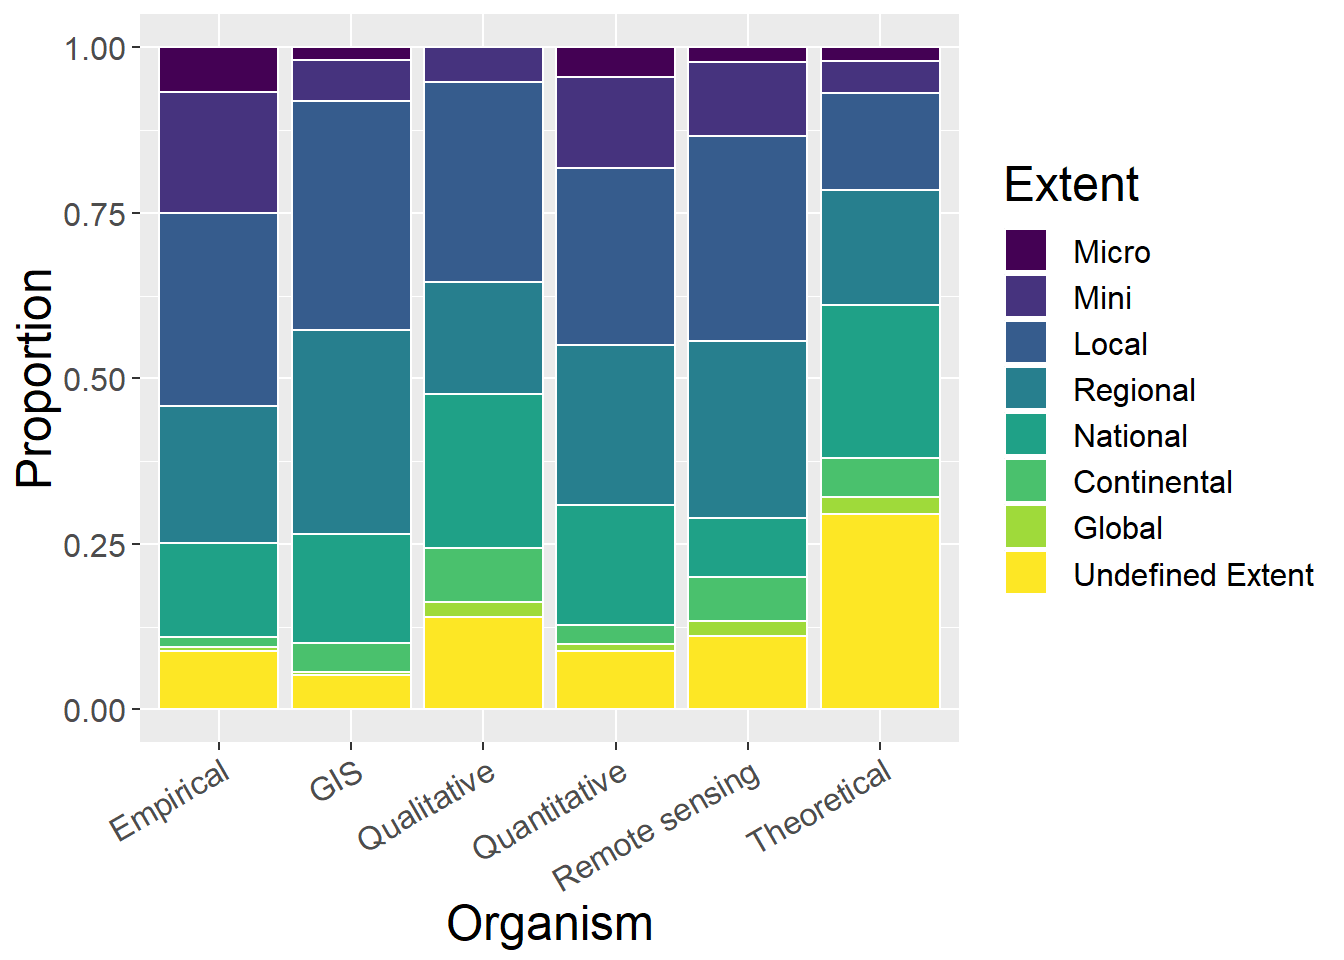 1.00
0.75
0.50
0.25
0.00
Proportion
Empirical
GIS
Qualitative
Quantitative
Remote sensing
Theoretical
Organism
Extent
Micro
Mini
Local
Regional
National
Continental
Global
Undefined Extent